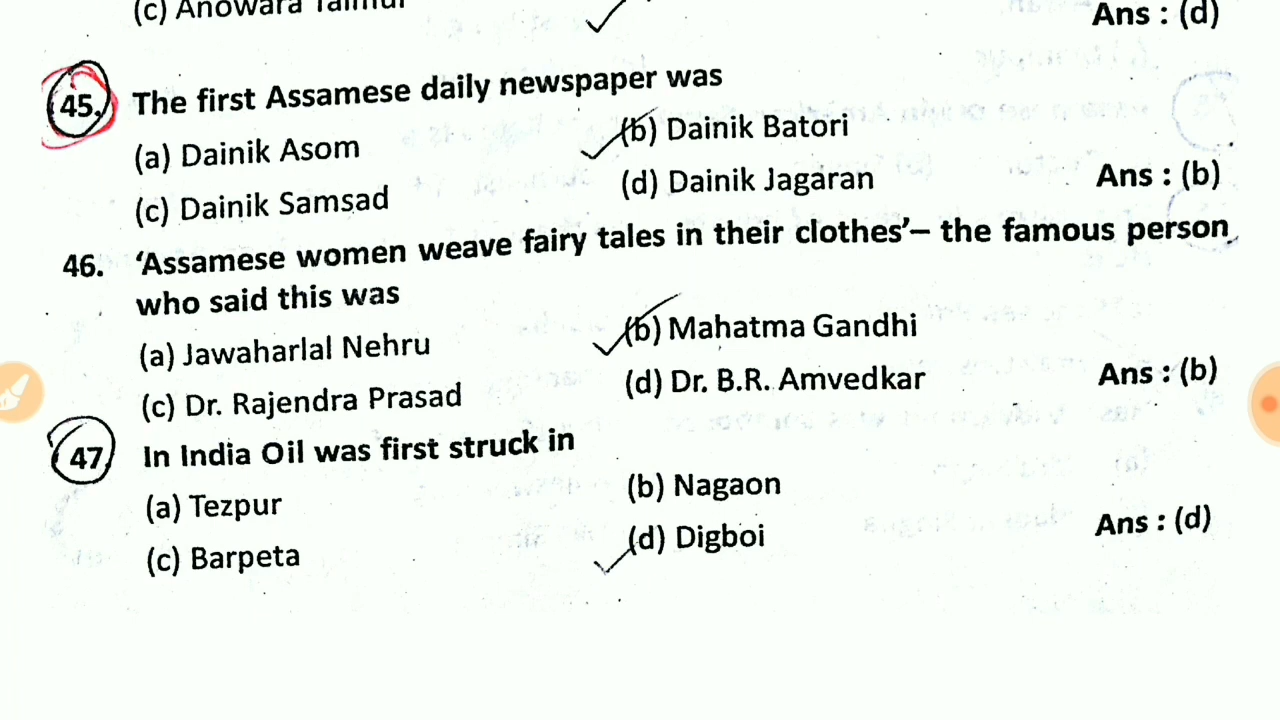 (c) Anowara Taimur
Ans : (d)
45. The first Assamese daily newspaper was
(a) Dainik Asom (b) Dainik Batori
(c) Dainik Samsad (d) Dainik Jagaran Ans : (b)
46. ‘Assamese women weave fairy tales in their clothes’– the famous person
who said this was
(a) Jawaharlal Nehru (b) Mahatma Gandhi
(c) Dr. Rajendra Prasad (d) Dr. B.R. Amvedkar Ans : (b)
47. In India Oil was first struck in
(a) Tezpur (b) Nagaon
(c) Barpeta (d) Digboi Ans : (d)